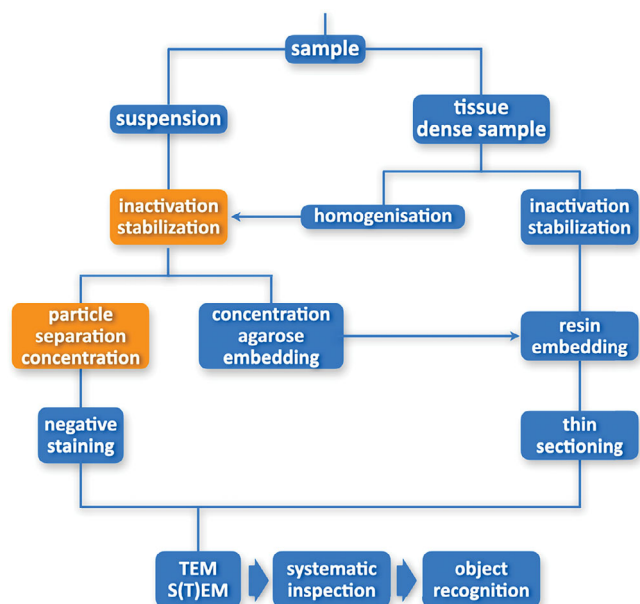 sample
suspension
tissue
dense sample
inactivation
stabilization
homogenisation
inactivation
stabilization
particle
separation
concentration
concentration
agarose
embedding
resin
embedding
negative
staining
thin
sectioning
TEM
S(T)EM
systematic
inspection
object
recognition